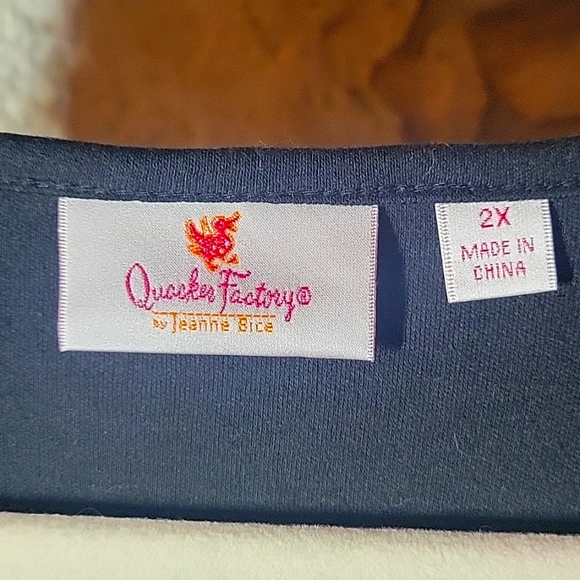 Quacker Factory®
by Jeanne Bice
2X
MADE IN
CHINA